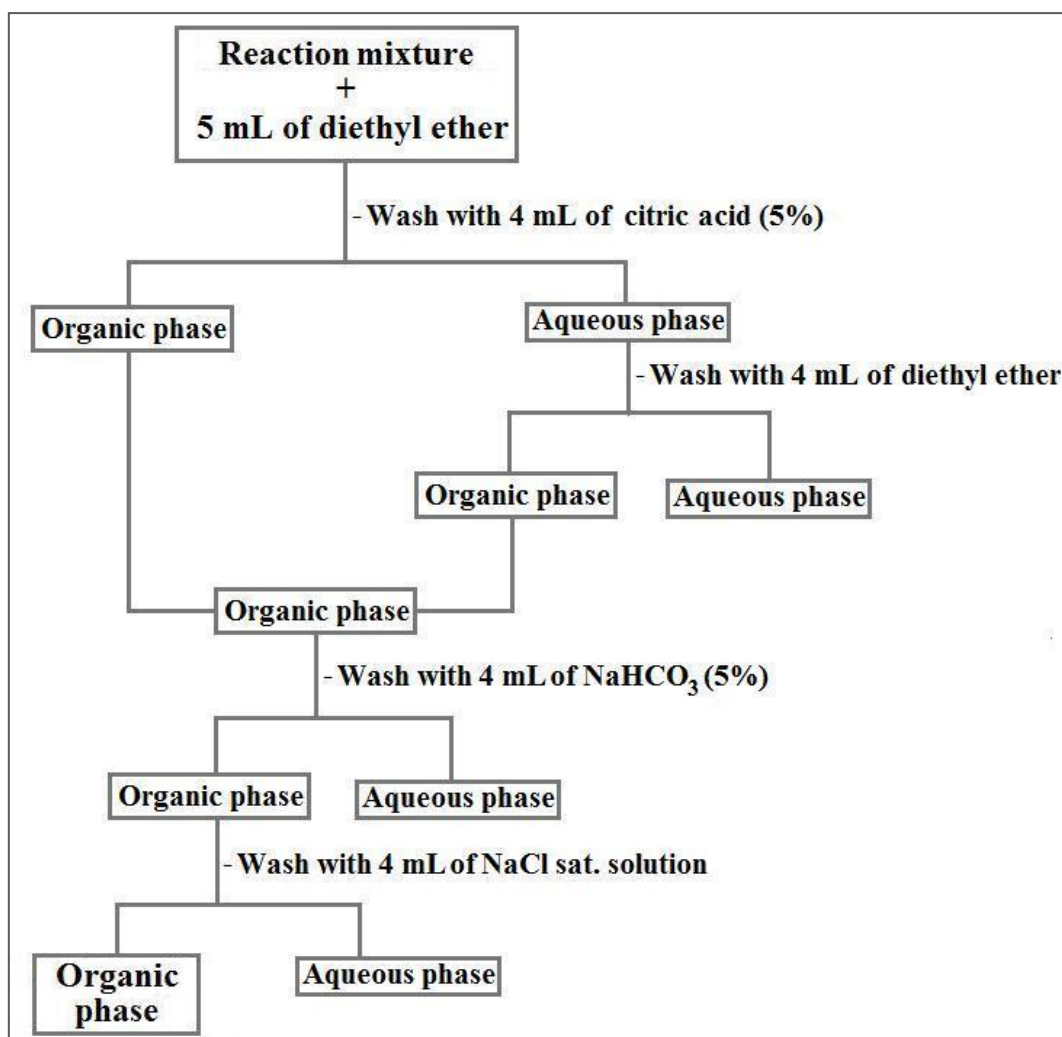 Reaction mixture
+
5 mL of diethyl ether
- Wash with 4 mL of citric acid (5%)
Organic phase
Aqueous phase
- Wash with 4 mL of diethyl ether
Organic phase
Aqueous phase
Organic phase
- Wash with 4 mL of NaHCO₃ (5%)
Organic phase
Aqueous phase
- Wash with 4 mL of NaCl sat. solution
Organic
phase
Aqueous phase